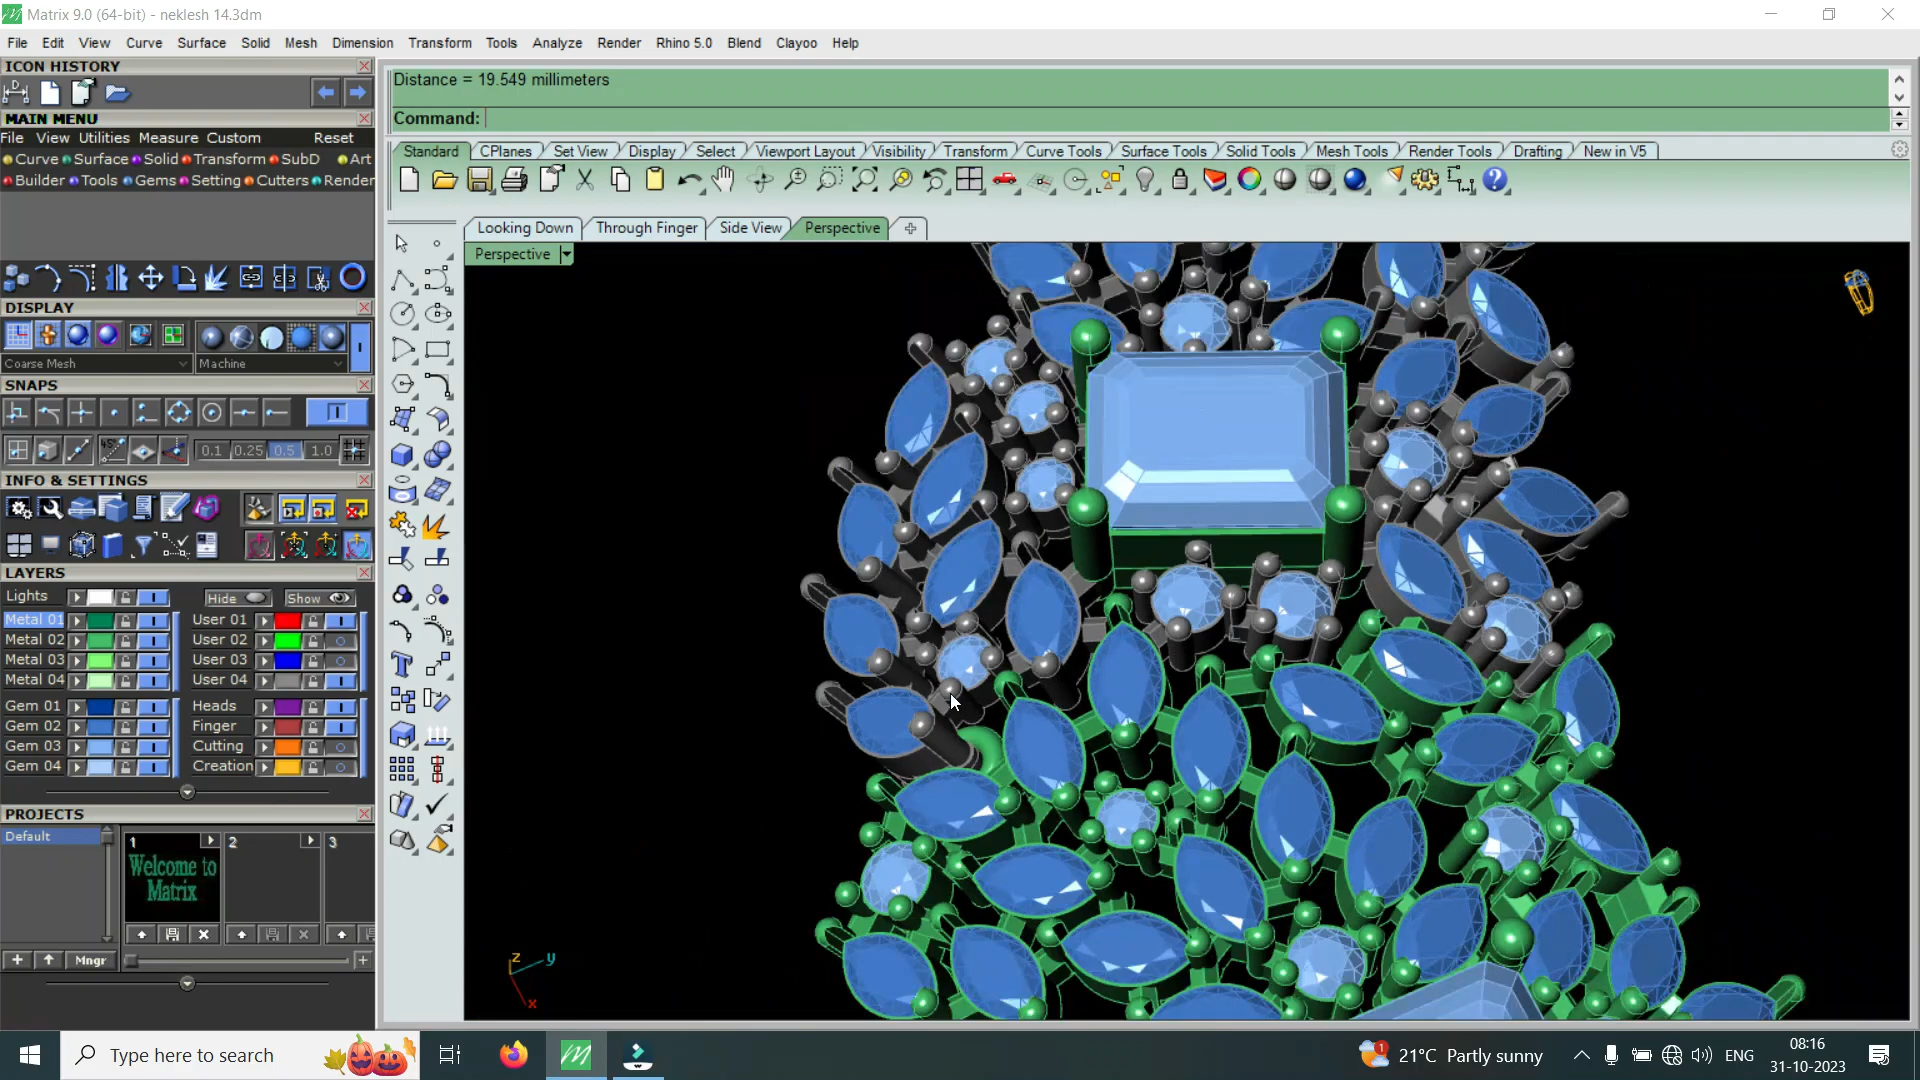 Matrix 9.0 (64-bit) - neklesh 14.3dm
File Edit View Curve Surface Solid Mesh Dimension Transform Tools Analyze Render Rhino 5.0 Blend Clayoo Help
ICON HISTORY
Distance = 19.549 millimeters
Command:
MAIN MENU
File View Utilities Measure Custom Reset
Curve Surface Solid Transform SubD Art
Builder Tools Gems Setting Cutters Render
Standard CPlanes Set View Display Select Viewport Layout Visibility Transform Curve Tools Surface Tools Solid Tools Mesh Tools Render Tools Drafting New in V5
Looking Down Through Finger Side View Perspective
Perspective
DISPLAY
Coarse Mesh Machine
SNAPS
0.1 0.25 0.5 1.0
INFO & SETTINGS
LAYERS
Lights Hide Show
Metal 01 User 01
Metal 02 User 02
Metal 03 User 03
Metal 04 User 04
Gem 01 Heads
Gem 02 Finger
Gem 03 Cutting
Gem 04 Creation
PROJECTS
Default 1 2 3
Welcome to
Matrix
Mngr
z y
x
Type here to search
1 21°C Partly sunny ENG 08:16
31-10-2023